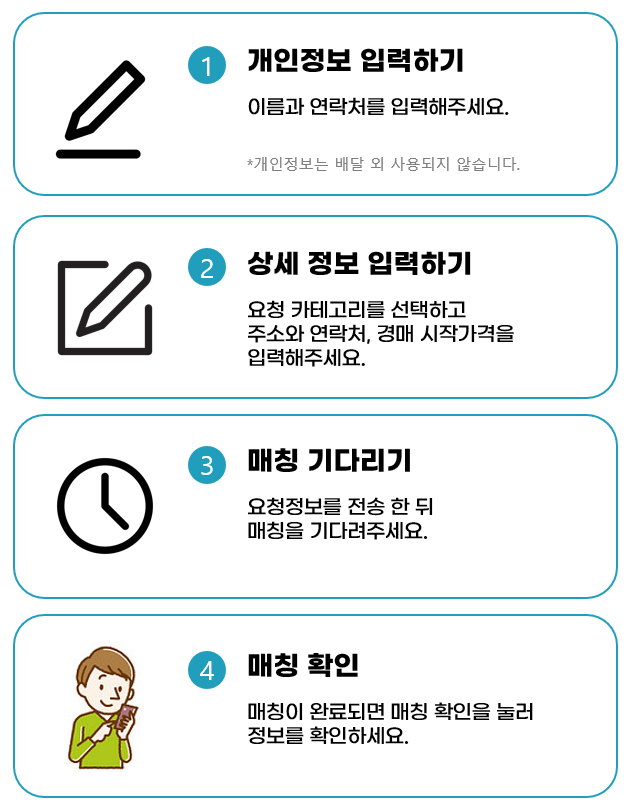 1 개인정보 입력하기
이름과 연락처를 입력해주세요.
*개인정보는 배달 외 사용되지 않습니다.
2 상세 정보 입력하기
요청 카테고리를 선택하고
주소와 연락처, 경매 시작가격을
입력해주세요.
3 매칭 기다리기
요청정보를 전송 한 뒤
매칭을 기다려주세요.
4 매칭 확인
매칭이 완료되면 매칭 확인을 눌러
정보를 확인하세요.